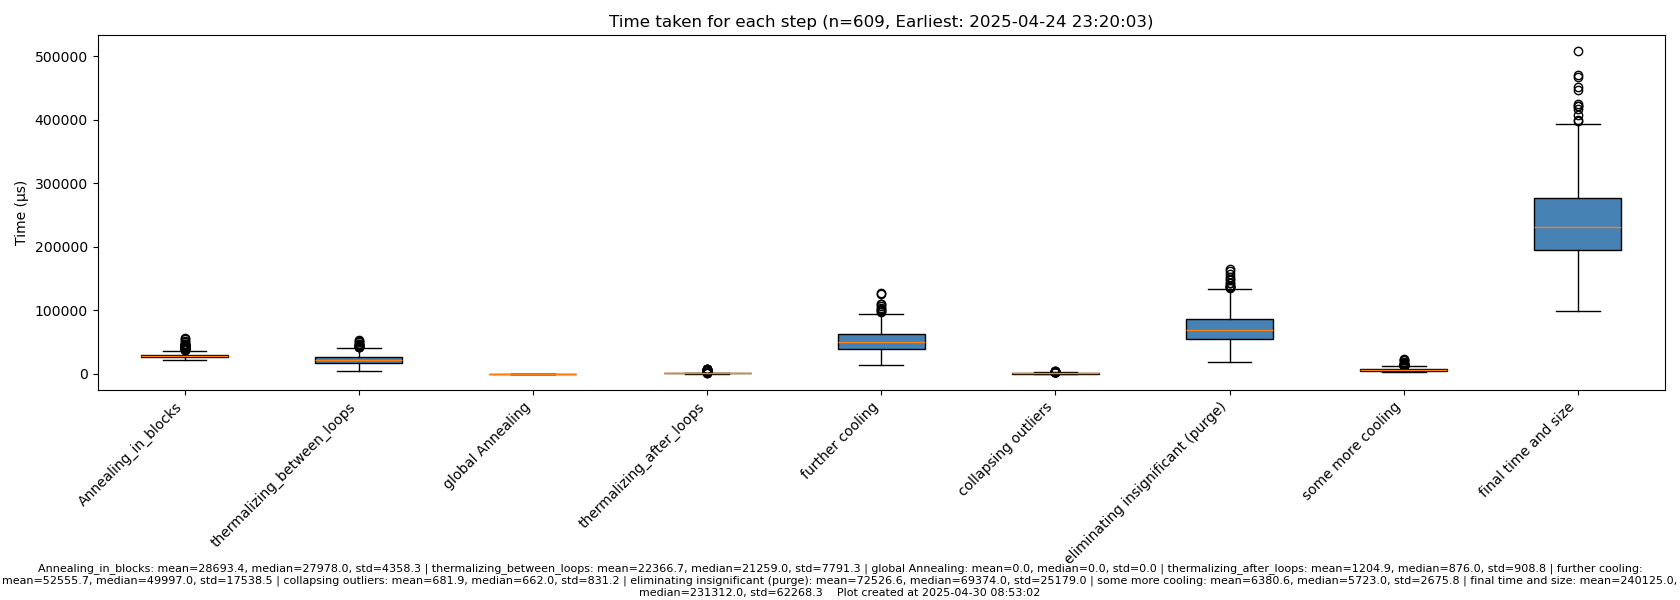 Time taken for each step (n=609, Earliest: 2025-04-24 23:20:03)
Time (µs)
500000
400000
300000
200000
100000
0
Annealing_in_blocks
thermalizing_between_loops
global Annealing
thermalizing_after_loops
further cooling
collapsing outliers
eliminating insignificant (purge)
some more cooling
final time and size
Annealing_in_blocks: mean=28693.4, median=27978.0, std=4358.3 | thermalizing_between_loops: mean=22366.7, median=21259.0, std=7791.3 | global Annealing: mean=0.0, median=0.0, std=0.0 | thermalizing_after_loops: mean=1204.9, median=876.0, std=908.8 | further cooling:
mean=52555.7, median=49997.0, std=17538.5 | collapsing outliers: mean=681.9, median=662.0, std=831.2 | eliminating insignificant (purge): mean=72526.6, median=69374.0, std=25179.0 | some more cooling: mean=6380.6, median=5723.0, std=2675.8 | final time and size: mean=240125.0,
median=231312.0, std=62268.3    Plot created at 2025-04-30 08:53:02